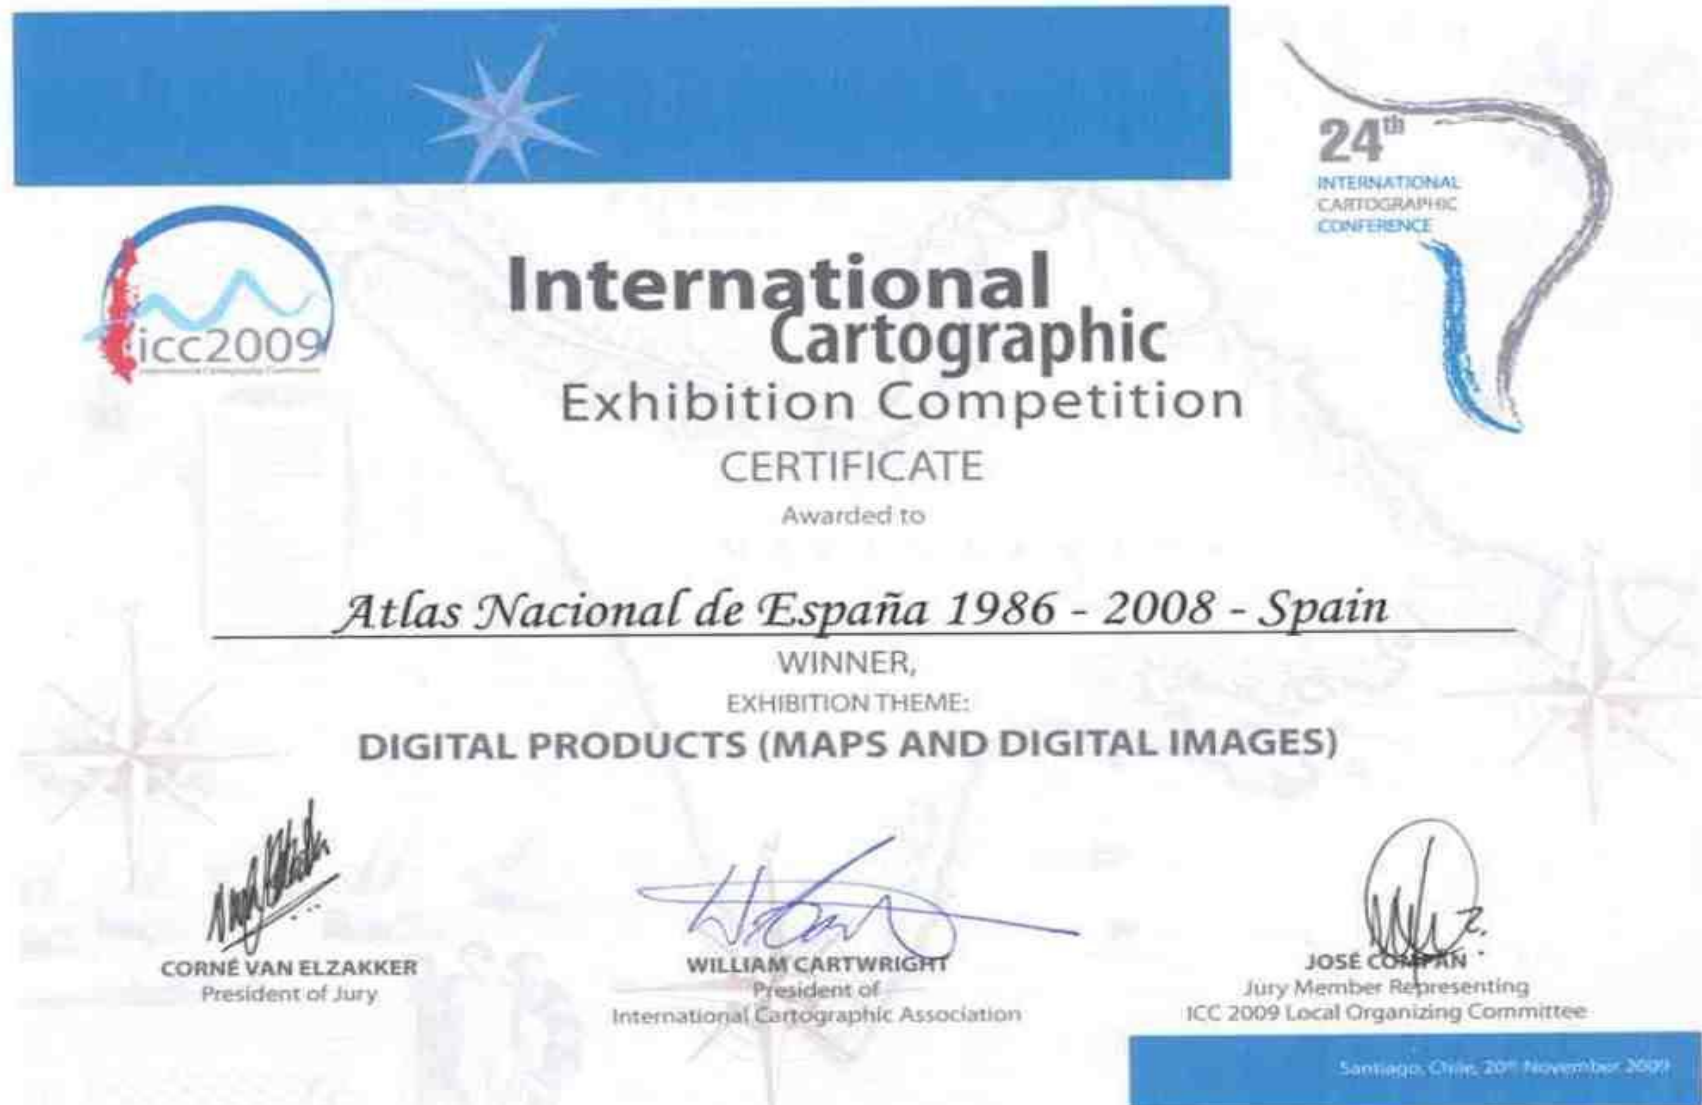 24th
INTERNATIONAL
CARTOGRAPHIC
CONFERENCE
icc2009
International
Cartographic
Exhibition Competition
CERTIFICATE
Awarded to
Atlas Nacional de España 1986 - 2008 - Spain
WINNER,
EXHIBITION THEME:
DIGITAL PRODUCTS (MAPS AND DIGITAL IMAGES)
CORNÉ VAN ELZAKKER
President of Jury
WILLIAM CARTWRIGHT
President of
International Cartographic Association
JOSÉ COMPÁN
Jury Member Representing
ICC 2009 Local Organizing Committee
Santiago, Chile, 20th November 2009